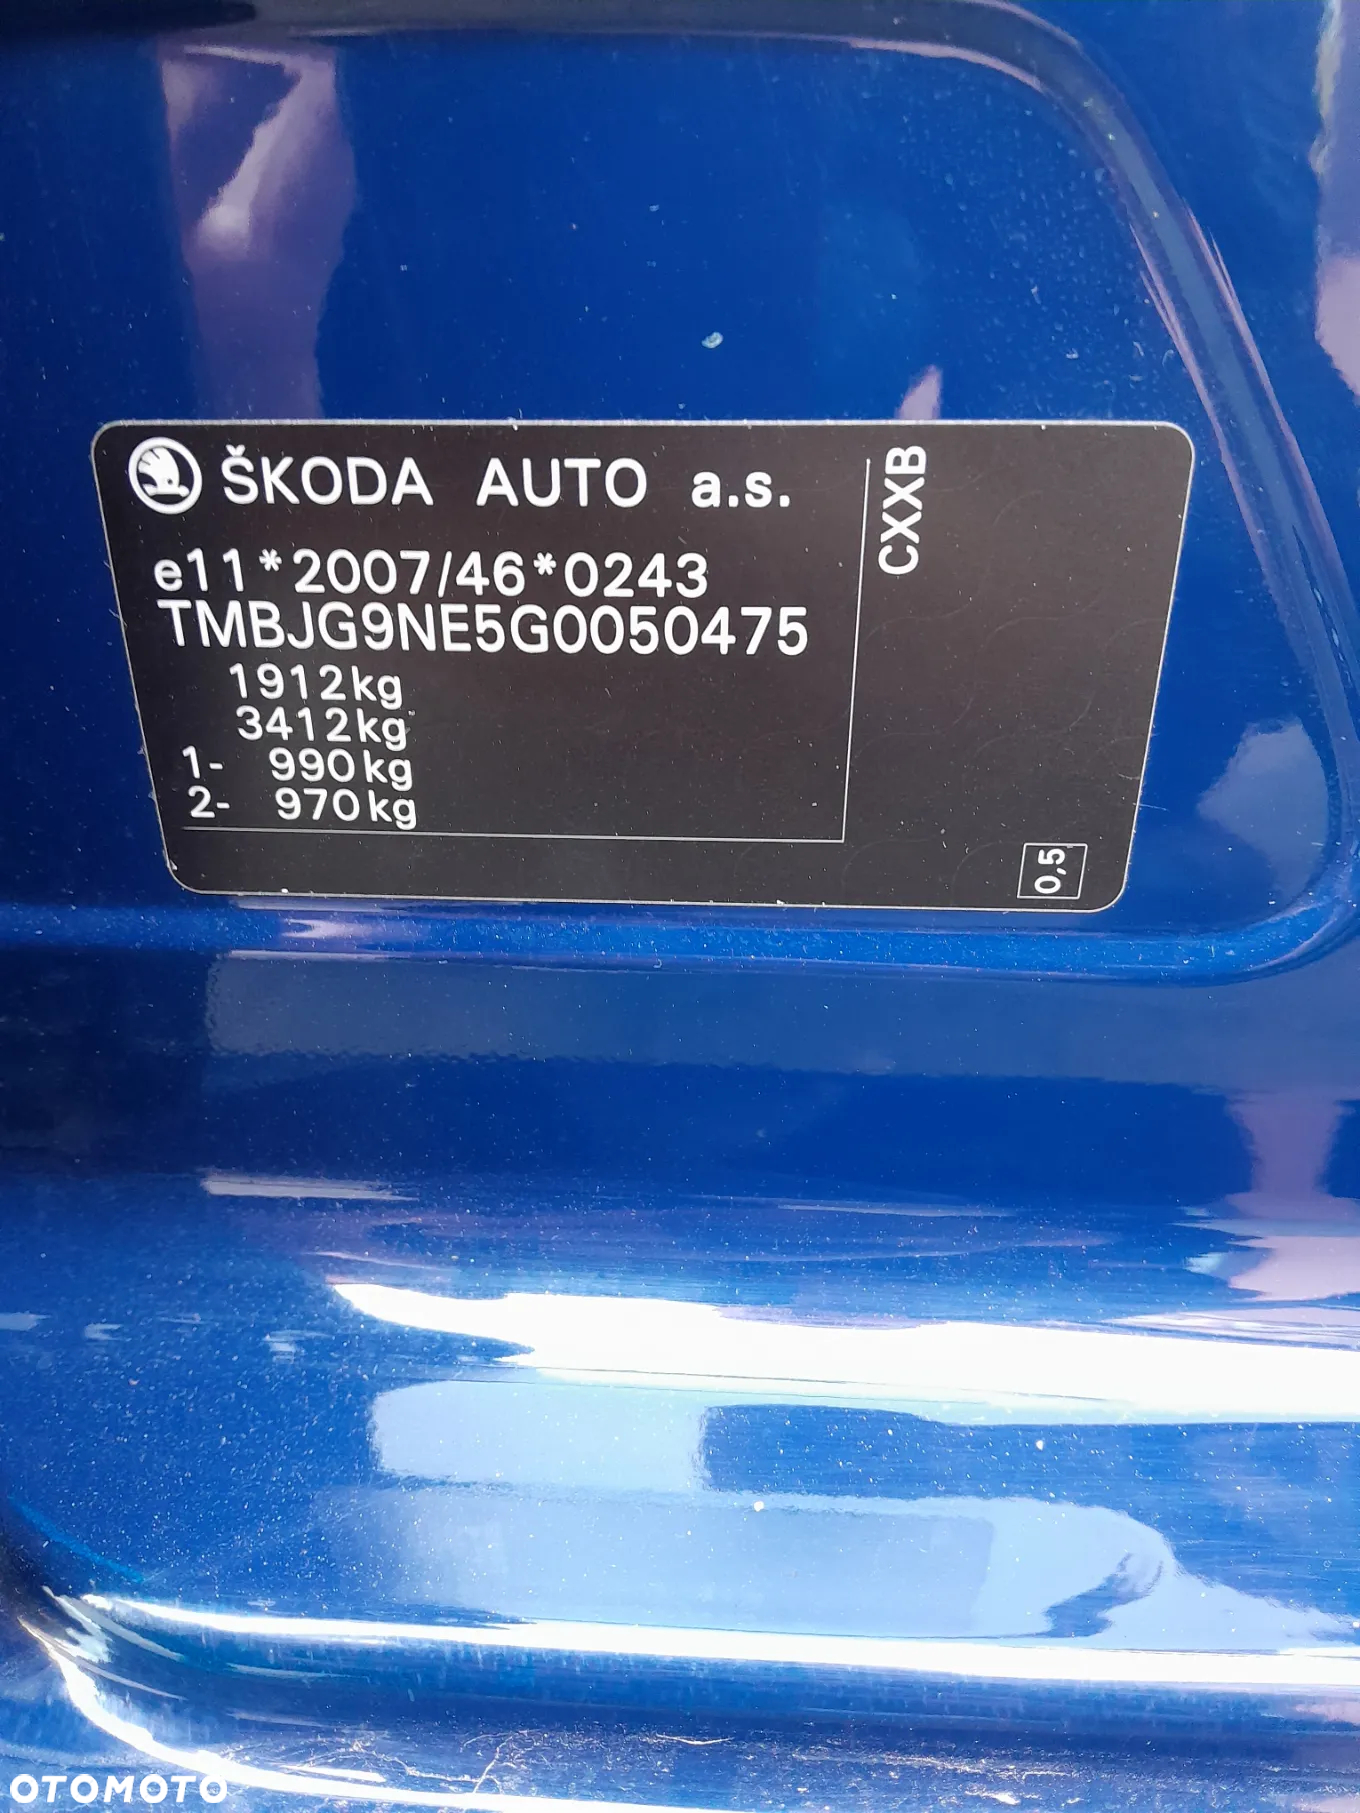 ŠKODA AUTO a.s.
e11*2007/46*0243
TMBJG9NE5G0050475
1912kg
3412kg
1- 990kg
2- 970kg
CXXB
0,5
OTOMOTO